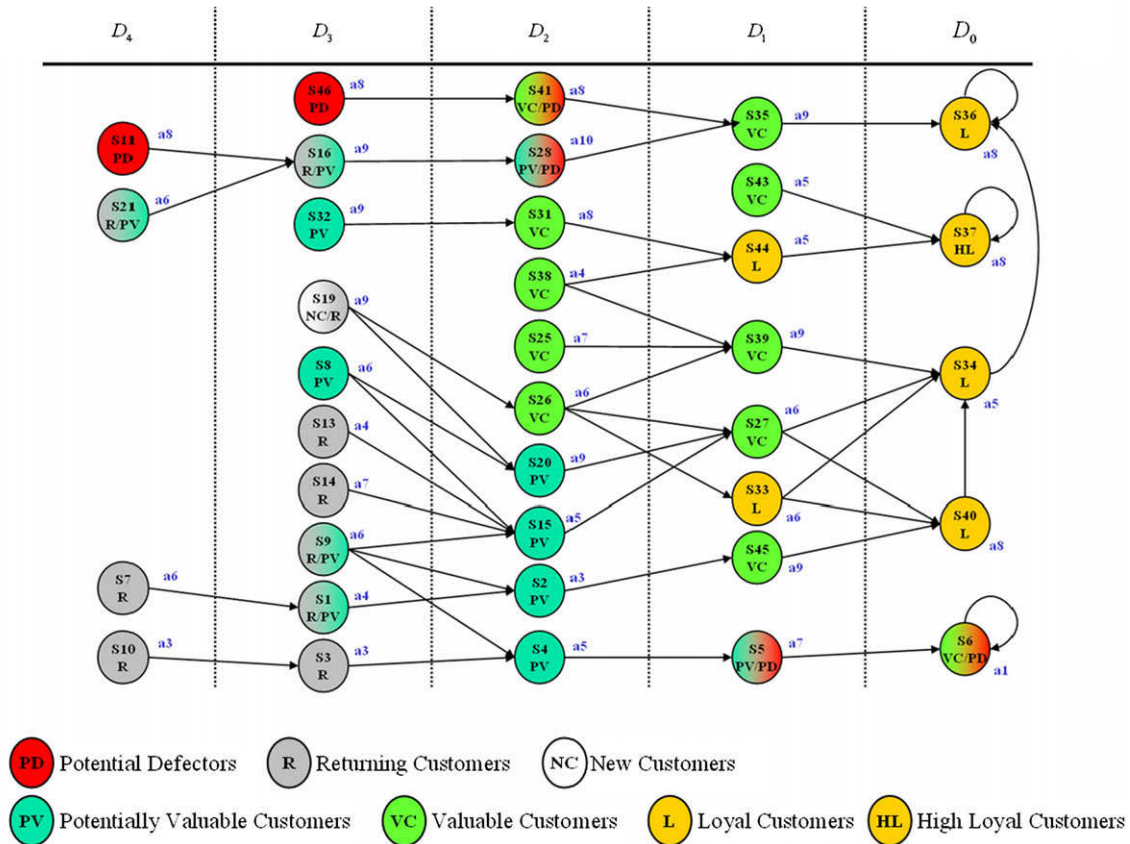 D4 D3 D2 D1 D0
S46 a8
PD
S41 a8
VC/PD
S35 a9
VC
S36
L
a8
S11 a8
PD
S16 a9
R/PV
S28 a10
PV/PD
S43 a5
VC
S21 a6
R/PV
S32 a9
PV
S31 a8
VC
S44 a5
L
S37
HL
a8
S38 a4
VC
S19 a9
NC/R
S25 a7
VC
S39 a9
VC
S34
L
a5
S8 a6
PV
S26 a6
VC
S27 a6
VC
S13 a4
R
S20 a9
PV
S33
L
a6
S14 a7
R
S15 a5
PV
S40
L
a8
S9 a6
R/PV
S45
VC
a9
S7 a6
R
S2 a3
PV
S1 a4
R/PV
S10 a3
R
S3 a3
R
S4 a5
PV
S5 a7
PV/PD
S6
VC/PD
a1
PD Potential Defectors R Returning Customers NC New Customers
PV Potentially Valuable Customers VC Valuable Customers L Loyal Customers HL High Loyal Customers